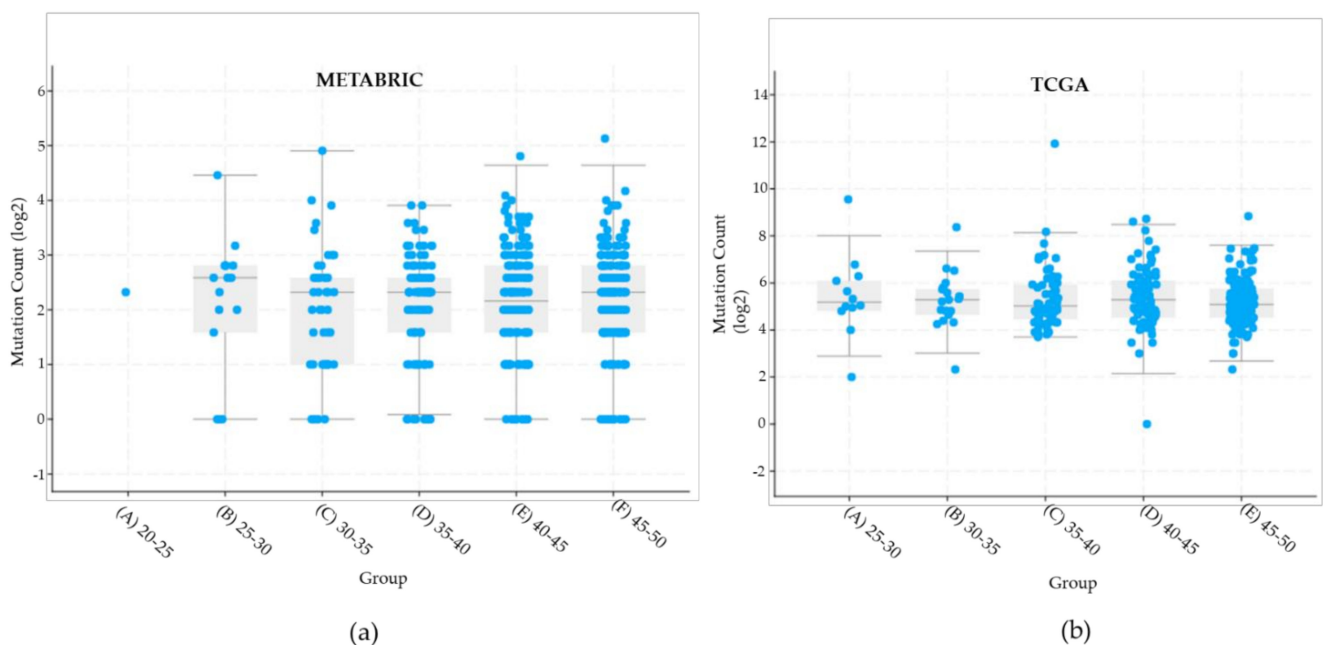 METABRIC
Mutation Count (log2)
6
5
4
3
2
1
0
-1
(A) 20-25
(B) 25-30
(C) 30-35
(D) 35-40
(E) 40-45
(F) 45-50
Group
(a)
TCGA
Mutation Count
(log2)
14
12
10
8
6
4
2
0
-2
(A) 25-30
(B) 30-35
(C) 35-40
(D) 40-45
(E) 45-50
Group
(b)